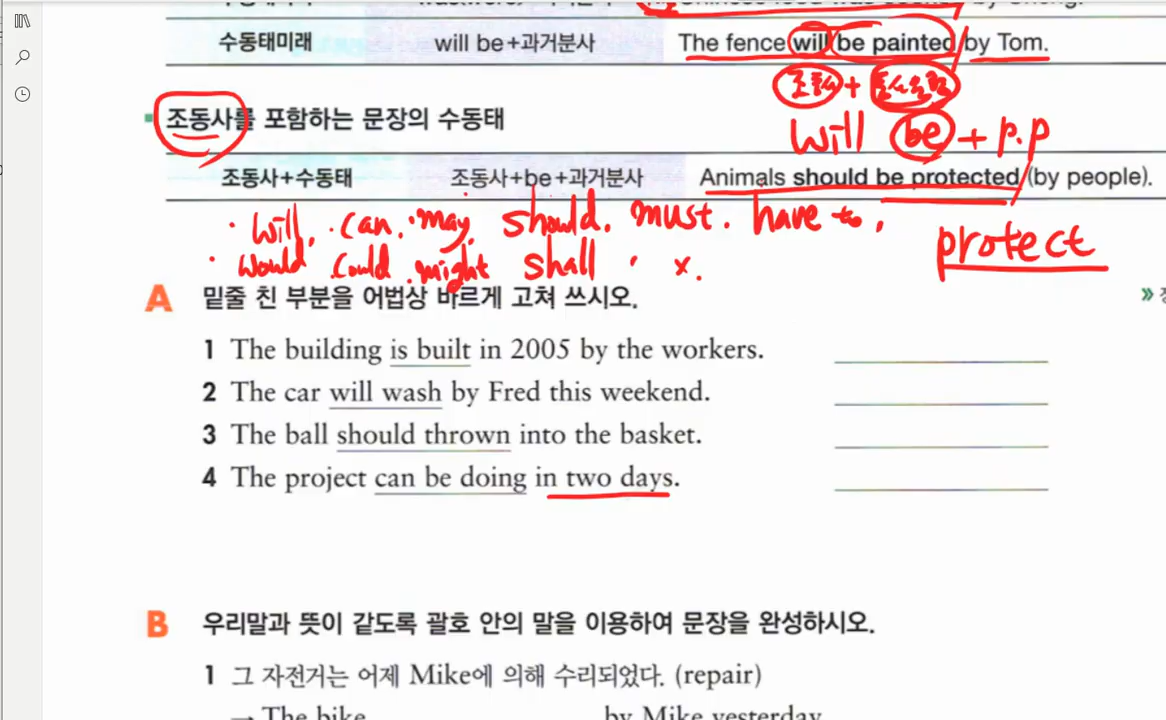 수동태미래 will be+과거분사 The fence will be painted by Tom.
조동사 + 동사원형
조동사를 포함하는 문장의 수동태
will be + p.p
조동사+수동태 조동사+be+과거분사 Animals should be protected (by people).
· will, · can, · may, should, must, have to,
· would could might shall · x.
protect
A 밑줄 친 부분을 어법상 바르게 고쳐 쓰시오.
1 The building is built in 2005 by the workers.
2 The car will wash by Fred this weekend.
3 The ball should thrown into the basket.
4 The project can be doing in two days.
B 우리말과 뜻이 같도록 괄호 안의 말을 이용하여 문장을 완성하시오.
1 그 자전거는 어제 Mike에 의해 수리되었다. (repair)
→ The bike by Mike yesterday